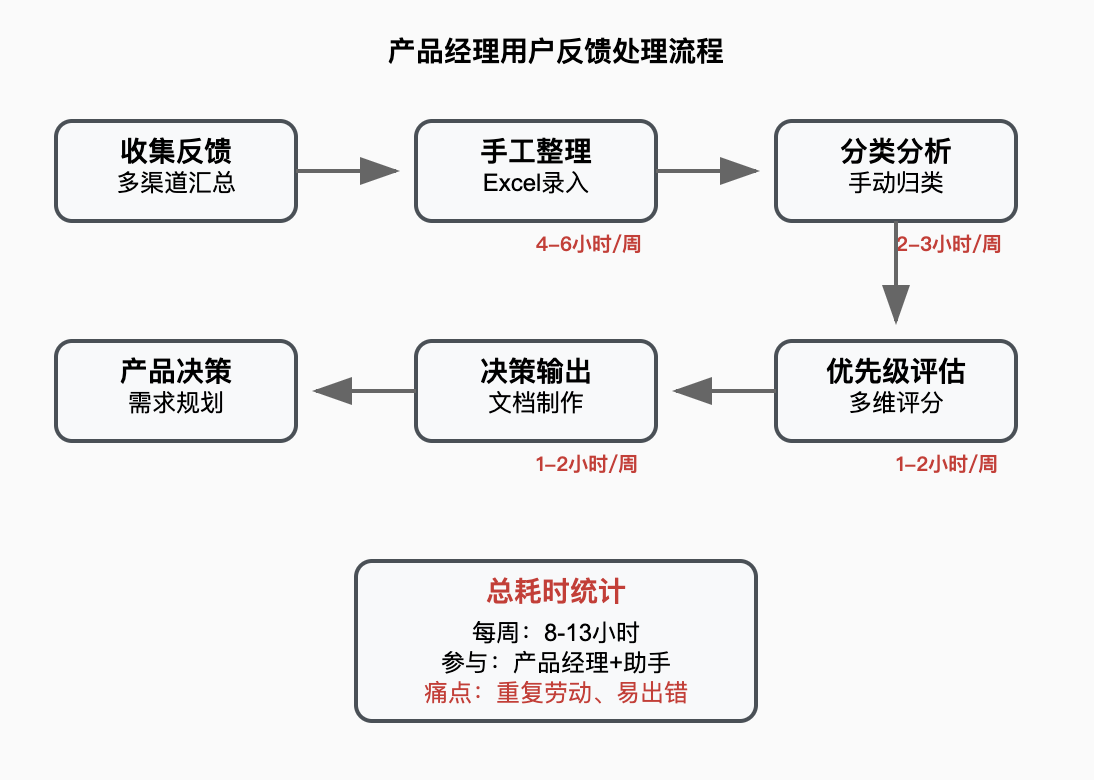 产品经理用户反馈处理流程
收集反馈
多渠道汇总
手工整理
Excel录入
4-6小时/周
分类分析
手动归类
2-3小时/周
优先级评估
多维评分
1-2小时/周
决策输出
文档制作
1-2小时/周
产品决策
需求规划
总耗时统计
每周：8-13小时
参与：产品经理+助手
痛点：重复劳动、易出错